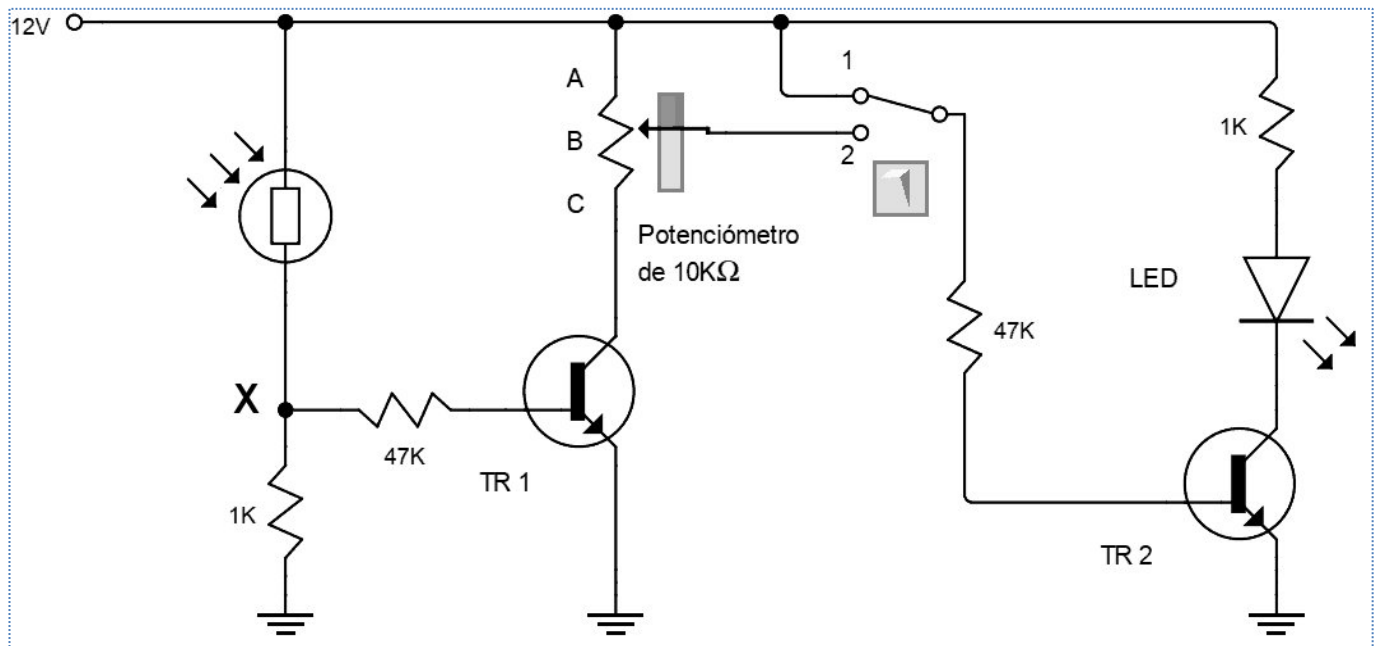 12V
A
B
C
1
2
Potenciómetro
de 10KΩ
1K
LED
47K
X
47K
TR 1
1K
TR 2